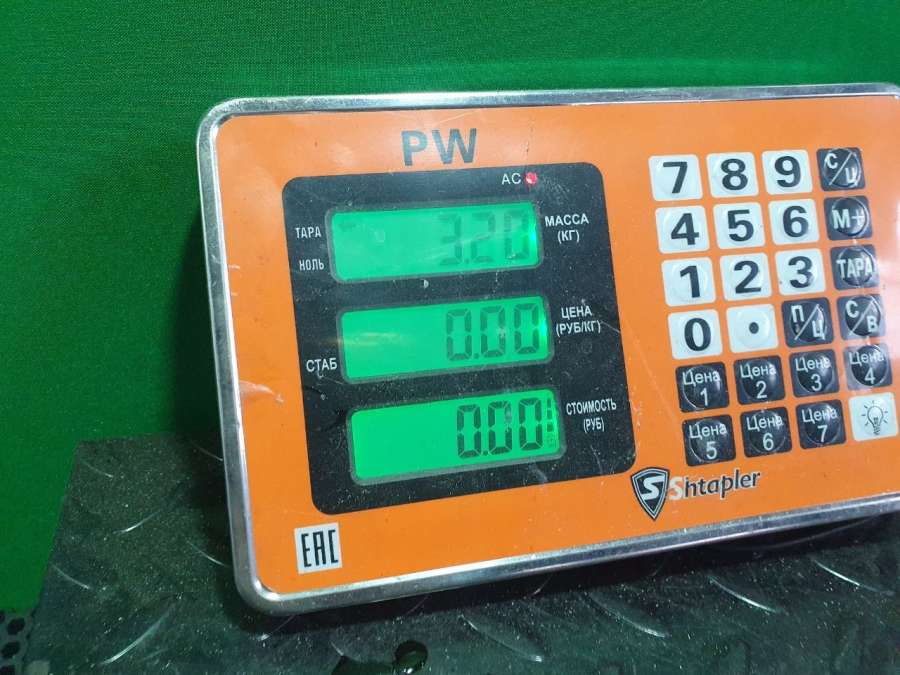 PW
AC
ТАРА
НОЛЬ
3.20
МАССА
(КГ)
0.00
ЦЕНА
(РУБ/КГ)
СТАБ
0.00
СТОИМОСТЬ
(РУБ)
7 8 9 С/Ц
4 5 6 М+
1 2 3 ТАРА
0 • П/Ц С/В
Цена 1 Цена 2 Цена 3 Цена 4
Цена 5 Цена 6 Цена 7
S Shtapler
EAC